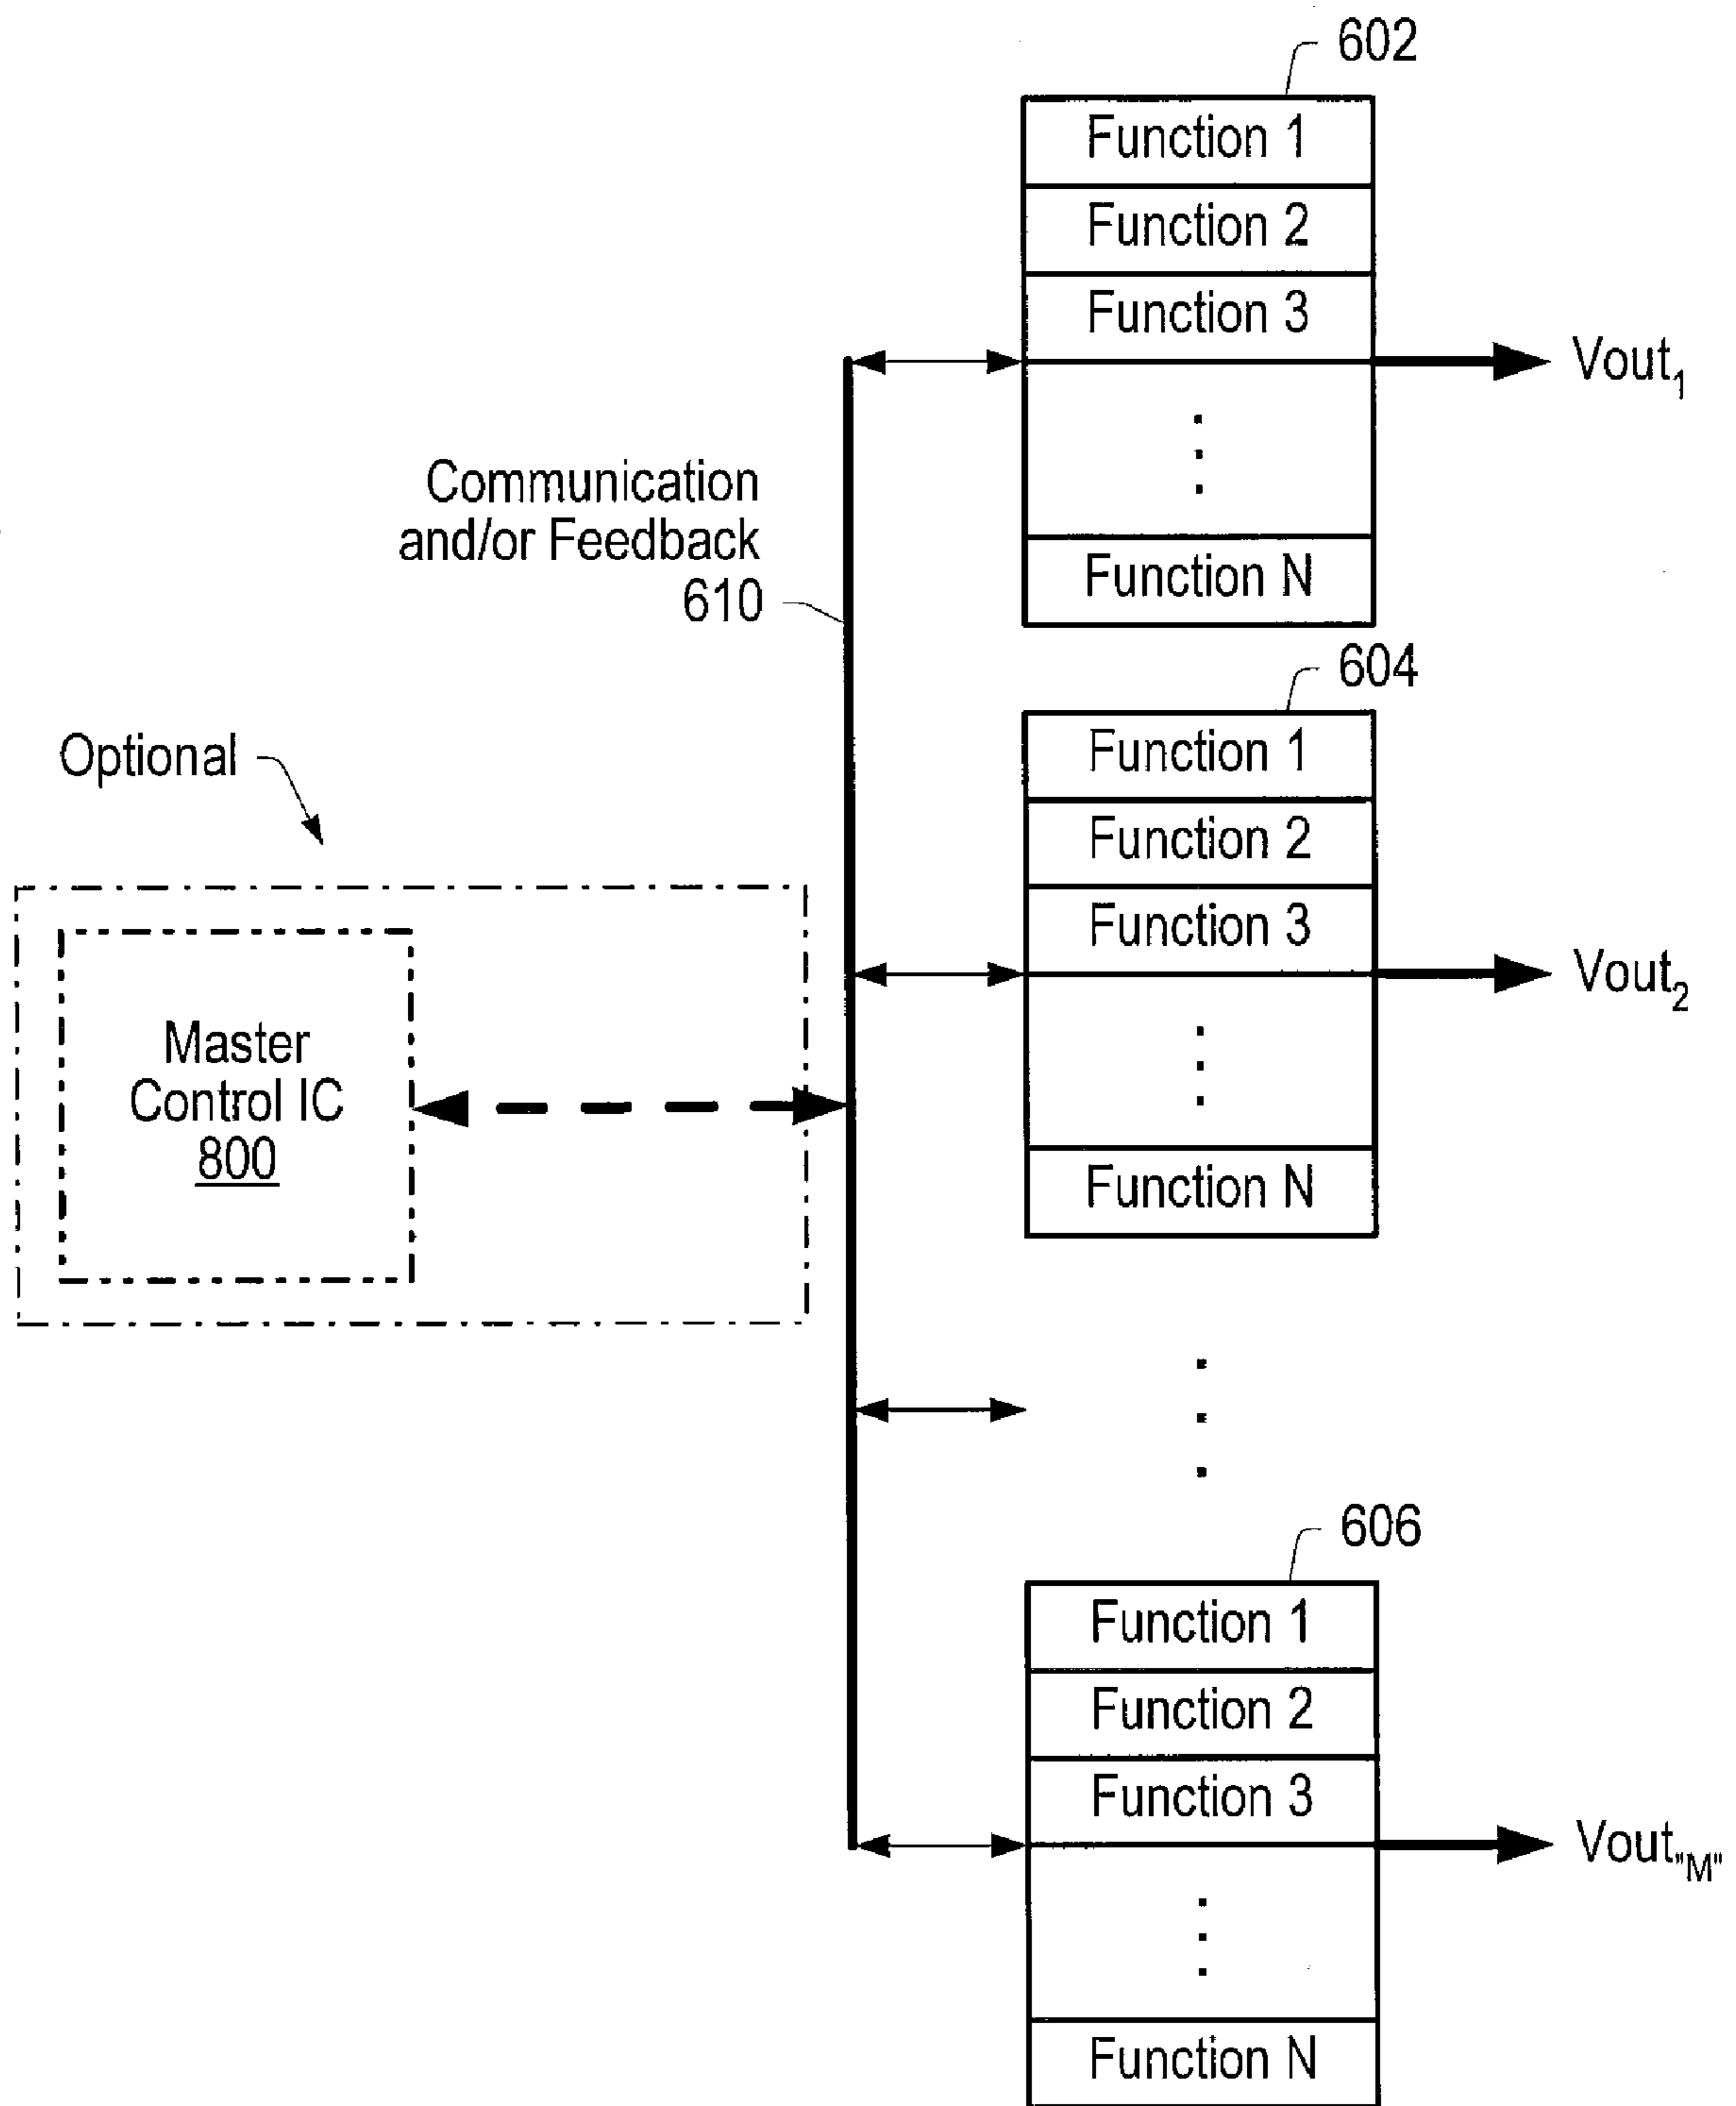 602
Function 1
Function 2
Function 3
Function N
Vout1
Communication
and/or Feedback
610
604
Function 1
Function 2
Function 3
Function N
Vout2
Optional
Master
Control IC
800
606
Function 1
Function 2
Function 3
Function N
Vout"M"